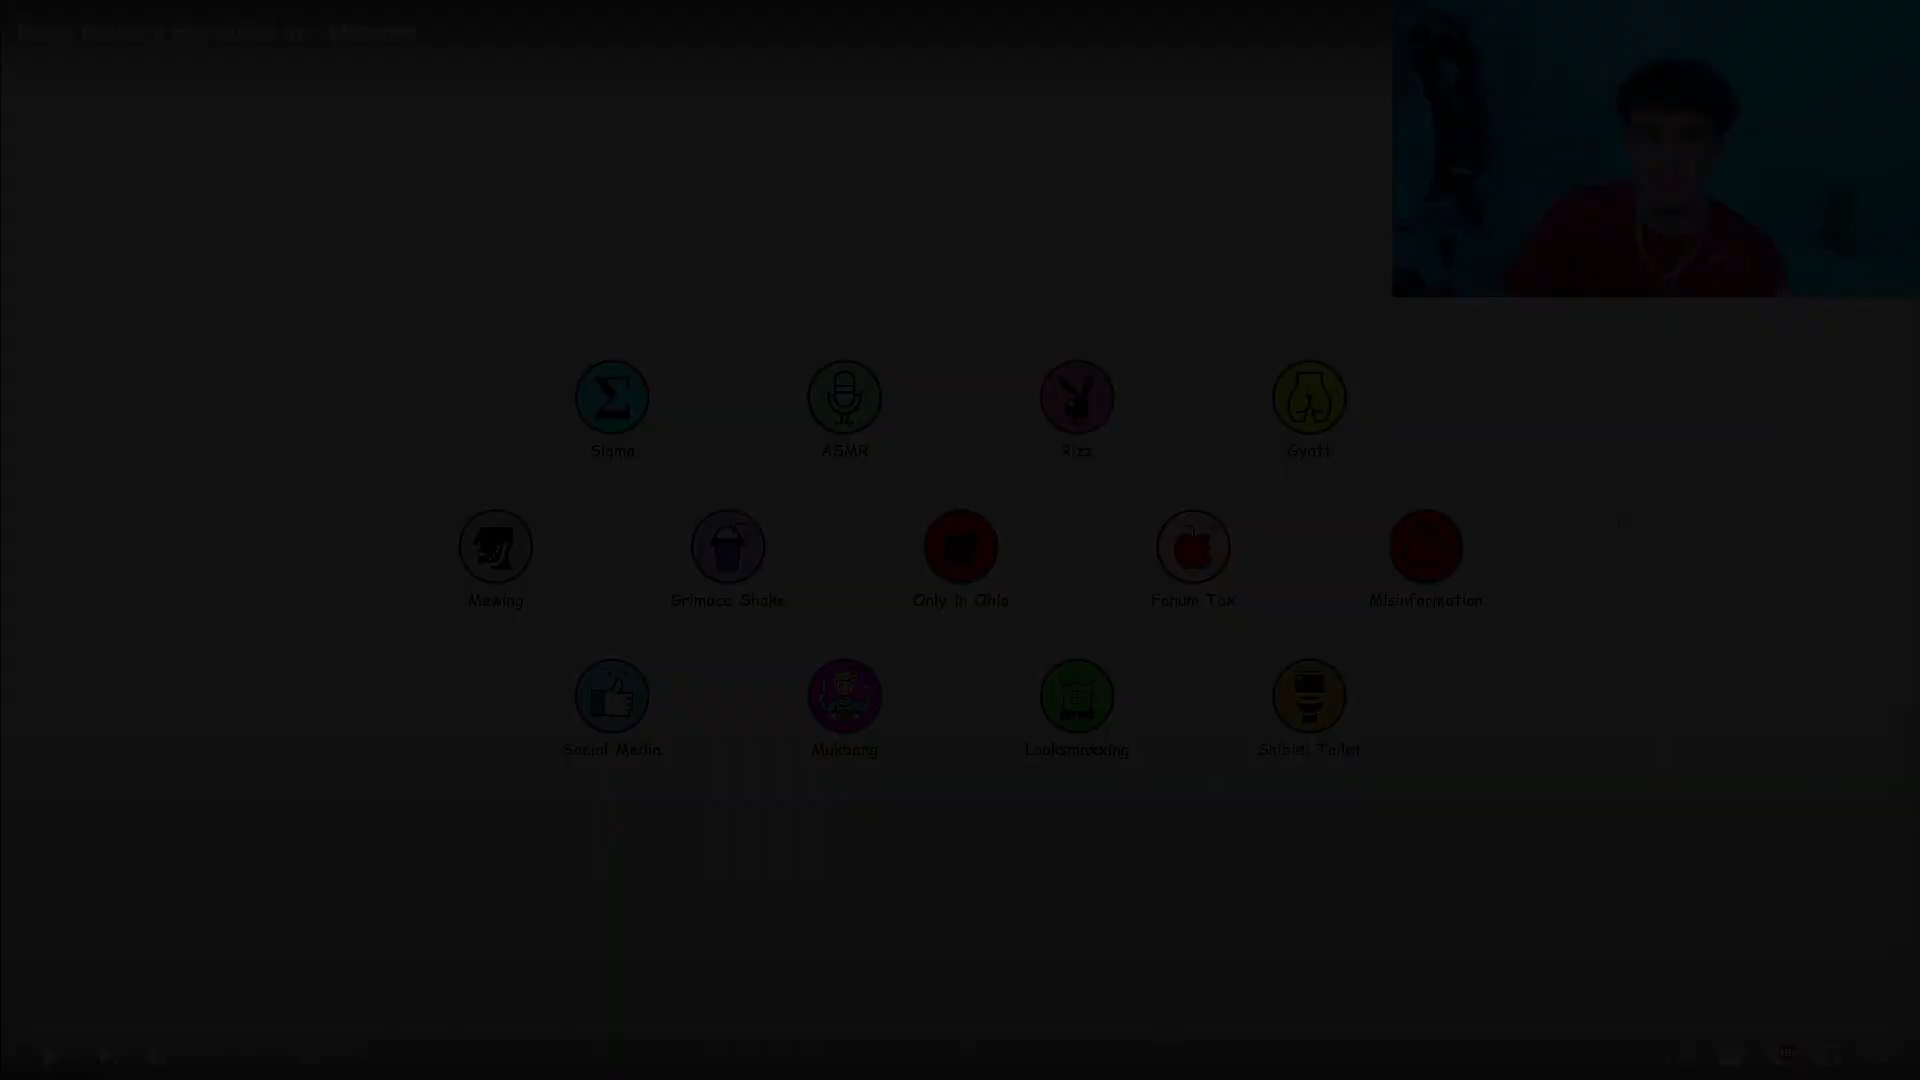 Sigma
ASMR
Rizz
Gyatt
Mewing
Grimace Shake
Only in Ohio
Fanum Tax
Misinformation
Social Media
Mukbang
Looksmaxxing
Skibidi Toilet